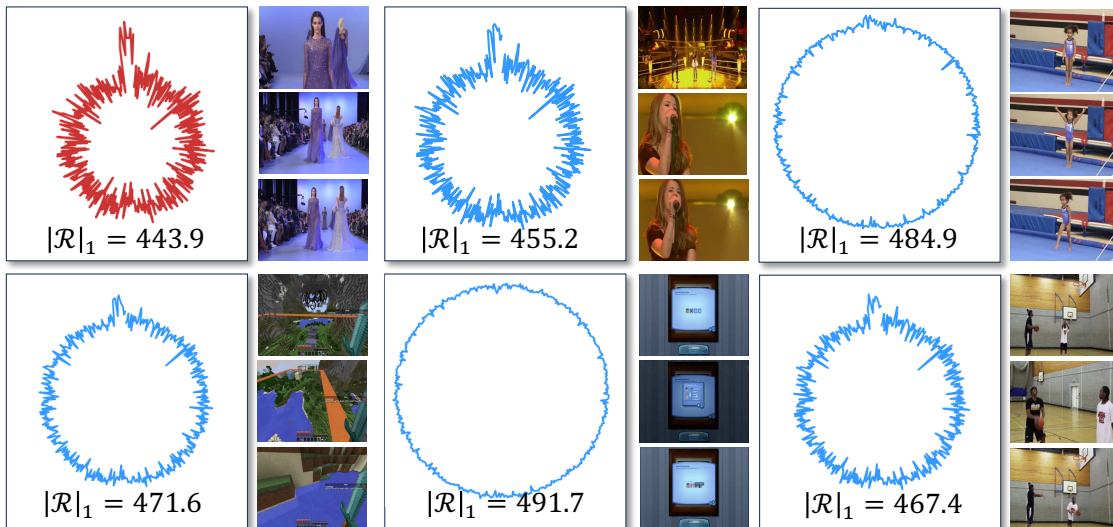 |ℛ|₁ = 443.9
|ℛ|₁ = 455.2
|ℛ|₁ = 484.9
|ℛ|₁ = 471.6
|ℛ|₁ = 491.7
|ℛ|₁ = 467.4